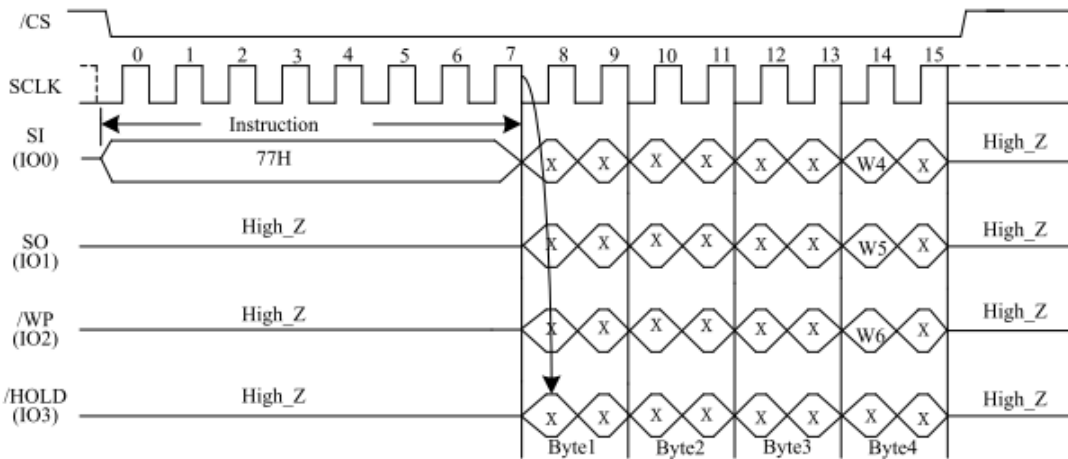 /CS
0 1 2 3 4 5 6 7 8 9 10 11 12 13 14 15
SCLK
Instruction
SI
(IO0)
77H
X X X X X X W4 X
High_Z
SO
(IO1)
High_Z
X X X X X X W5 X
High_Z
/WP
(IO2)
High_Z
X X X X X X W6 X
High_Z
/HOLD
(IO3)
High_Z
X X X X X X X X
High_Z
Byte1 Byte2 Byte3 Byte4